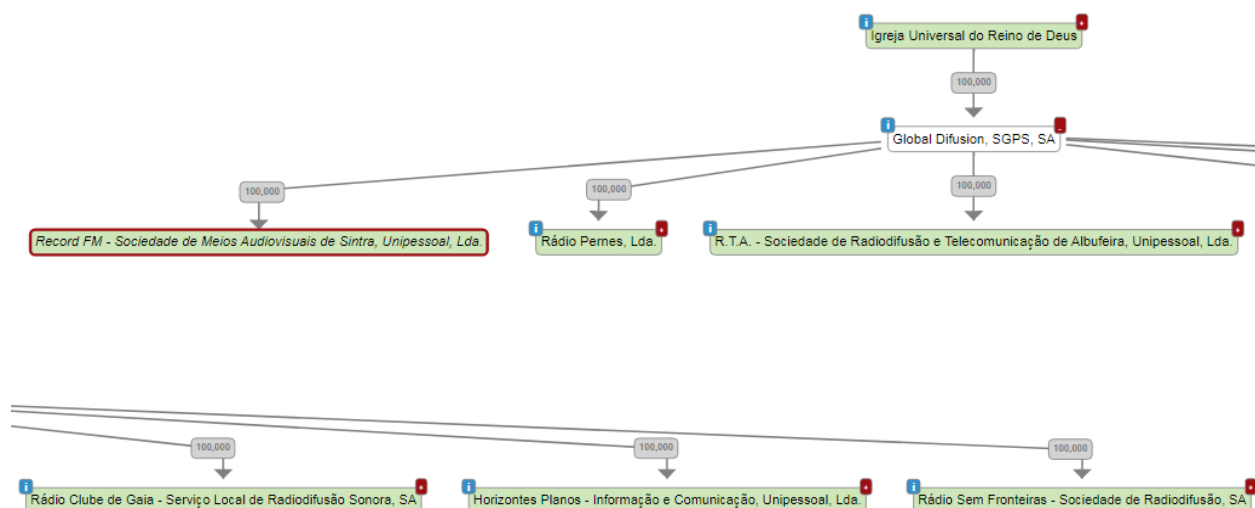 Igreja Universal do Reino de Deus
100,000
Global Difusion, SGPS, SA
100,000
100,000
100,000
Record FM - Sociedade de Meios Audiovisuais de Sintra, Unipessoal, Lda.
Rádio Pernes, Lda.
R.T.A. - Sociedade de Radiodifusão e Telecomunicação de Albufeira, Unipessoal, Lda.
100,000
100,000
100,000
Rádio Clube de Gaia - Serviço Local de Radiodifusão Sonora, SA
Horizontes Planos - Informação e Comunicação, Unipessoal, Lda.
Rádio Sem Fronteiras - Sociedade de Radiodifusão, SA